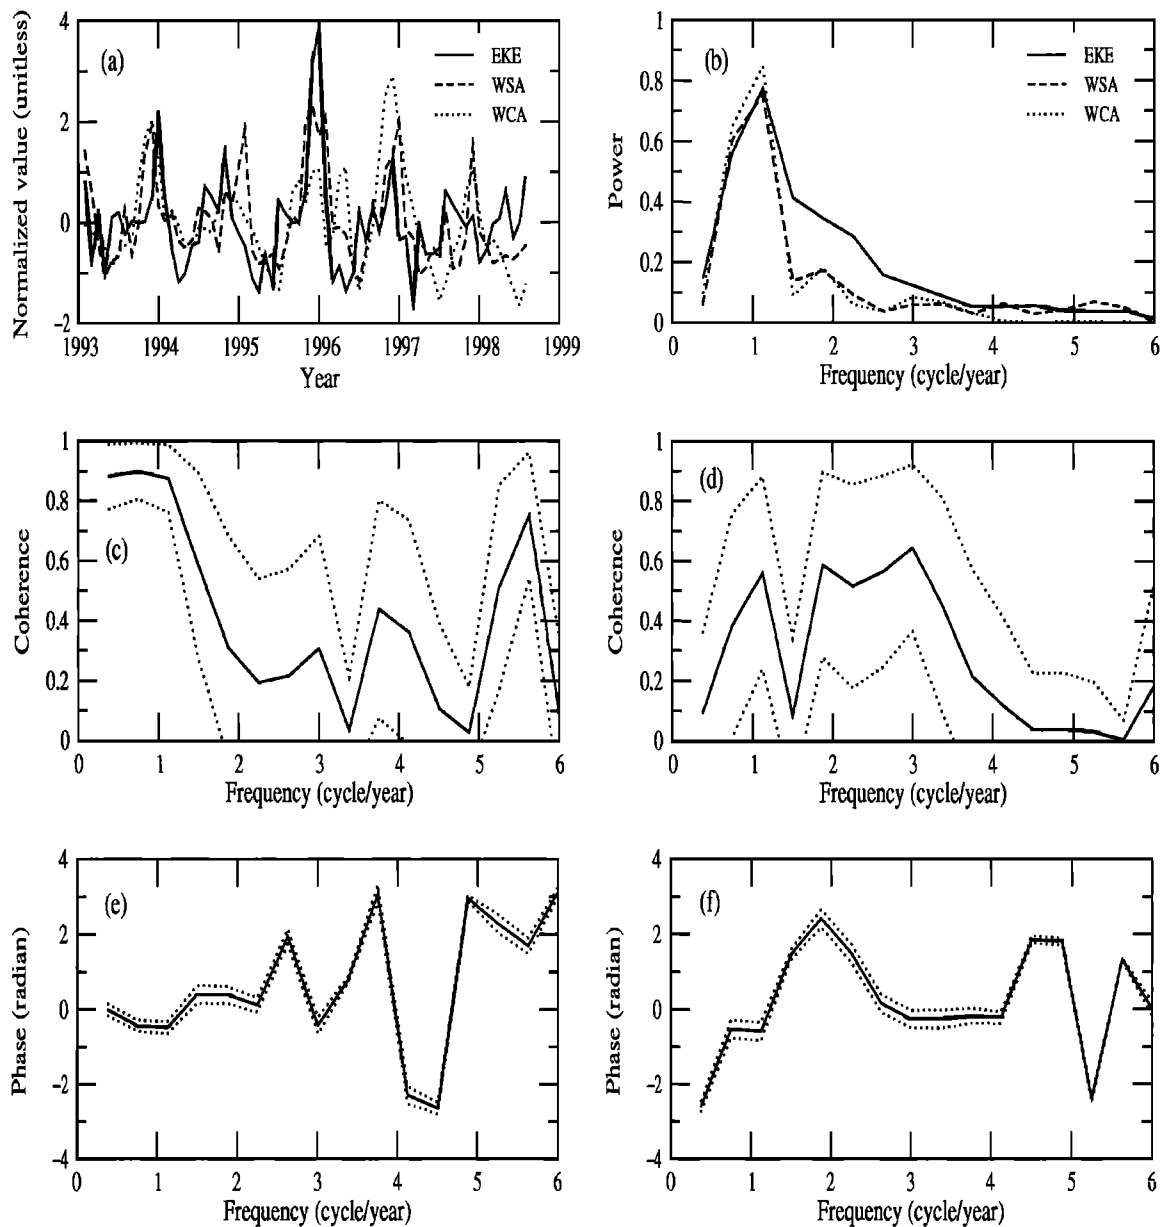 Normalized value (unitless)
4
2
0
−2
(a)
EKE
WSA
WCA
1993 1994 1995 1996 1997 1998 1999
Year
Power
1
0.8
0.6
0.4
0.2
0
(b)
EKE
WSA
WCA
0 1 2 3 4 5 6
Frequency (cycle/year)
Coherence
1
0.8
0.6
0.4
0.2
0
(c)
0 1 2 3 4 5 6
Frequency (cycle/year)
Coherence
1
0.8
0.6
0.4
0.2
0
(d)
0 1 2 3 4 5 6
Frequency (cycle/year)
Phase (radian)
4
2
0
−2
−4
(e)
0 1 2 3 4 5 6
Frequency (cycle/year)
Phase (radian)
4
2
0
−2
−4
(f)
0 1 2 3 4 5 6
Frequency (cycle/year)